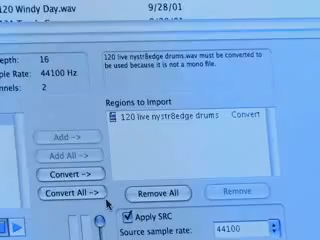 120 Windy Day.wav 9/28/01
9/28/01
epth: 16
ple Rate: 44100 Hz
nnels: 2
120 live nystr8edge drums.wav must be converted to
be used because it is not a mono file.
Regions to Import
120 live nystr8edge drums Convert
Add ->
Add All ->
Convert ->
Convert All ->
Remove All
Remove
Apply SRC
Source sample rate: 44100